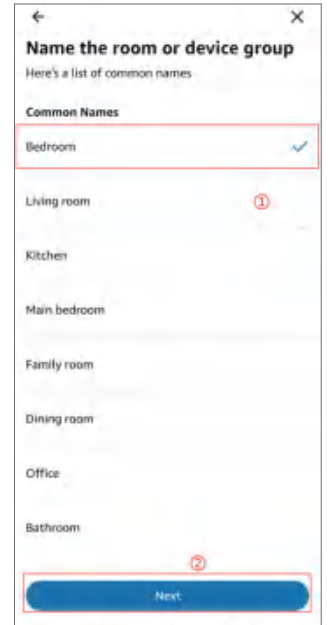 Name the room or device group
Here's a list of common names
Common Names
Bedroom
Living room
①
Kitchen
Main bedroom
Family room
Dining room
Office
Bathroom
②
Next